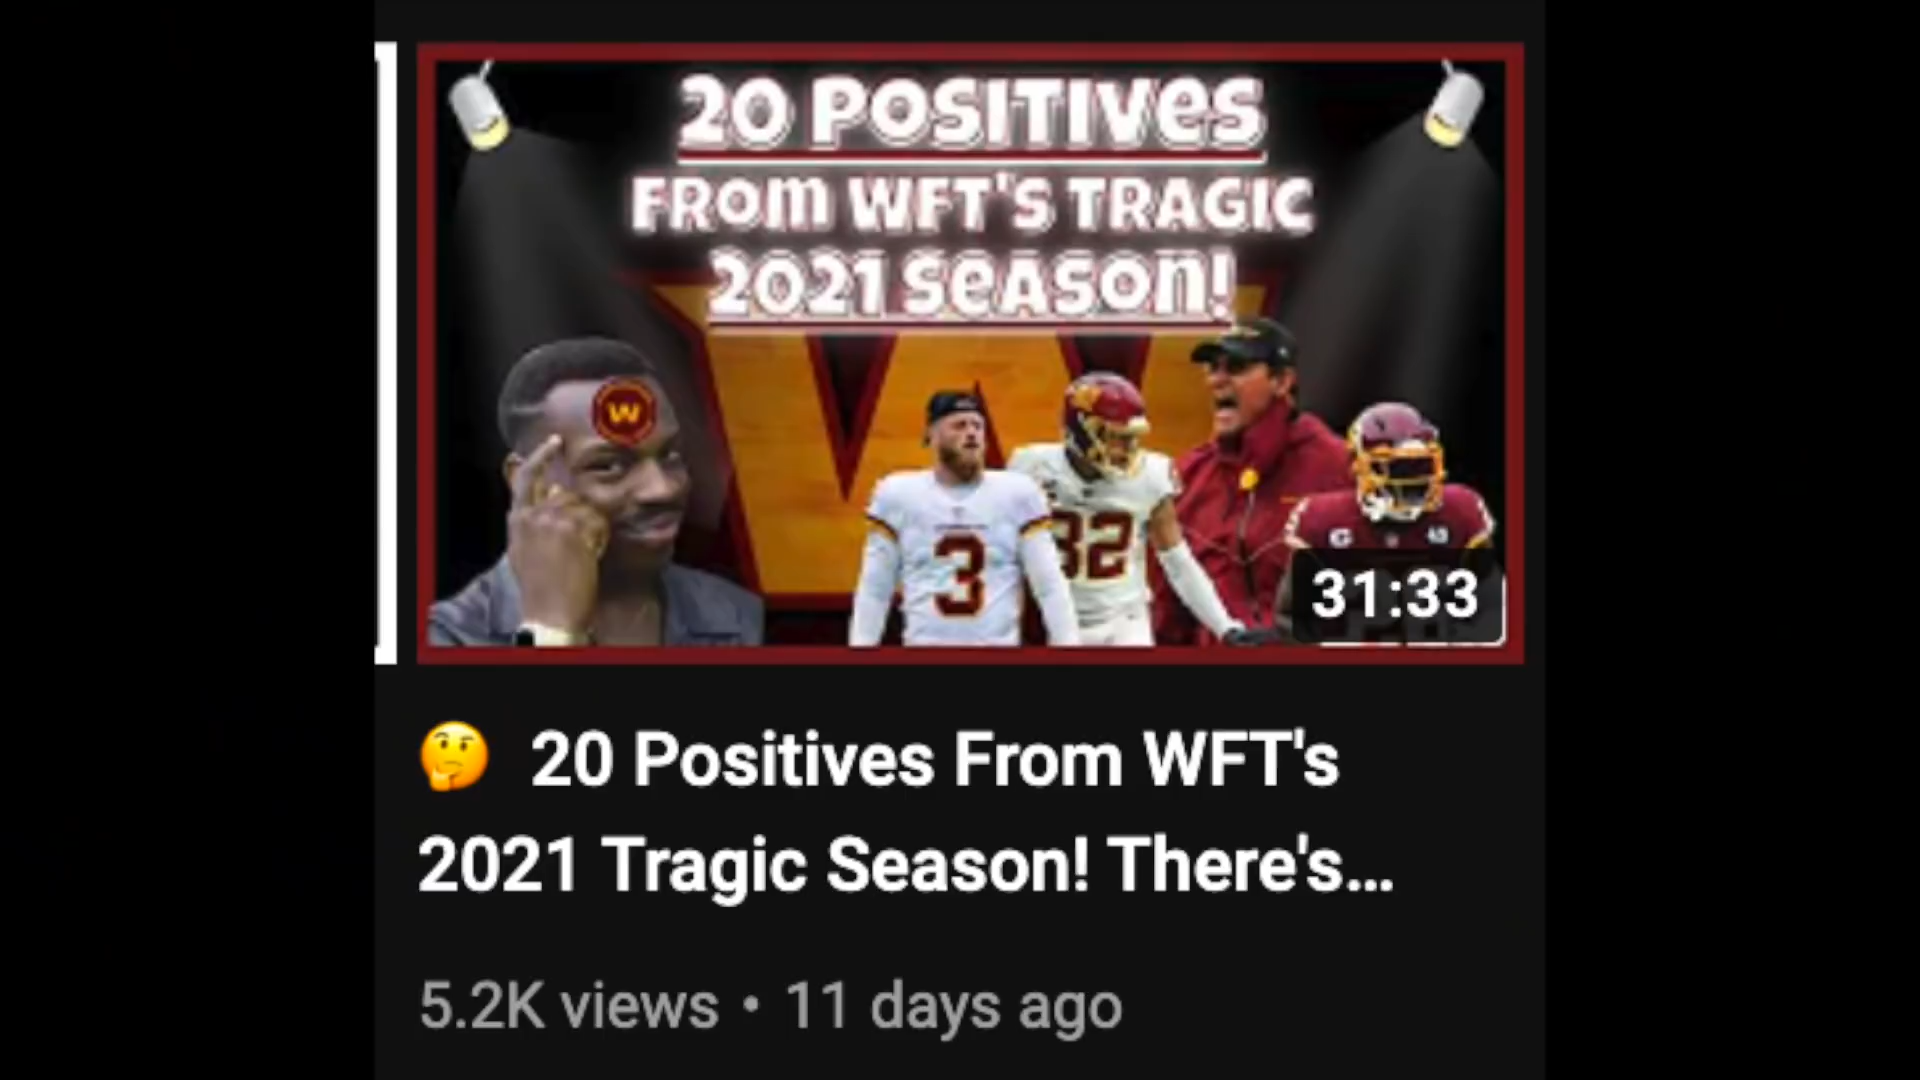 20 POSITIVES
FROM WFT'S TRAGIC
2021 SEASON!
W
W
3
32
C
31:33
🤔 20 Positives From WFT's
2021 Tragic Season! There's...
5.2K views • 11 days ago